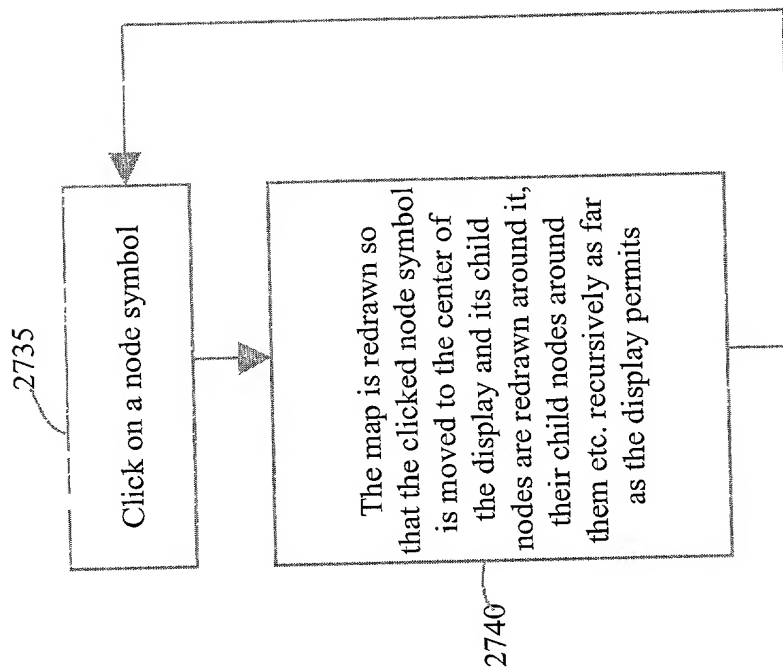 2735
Click on a node symbol
The map is redrawn so
that the clicked node symbol
is moved to the center of
the display and its child
nodes are redrawn around it,
their child nodes around
them etc. recursively as far
as the display permits
2740